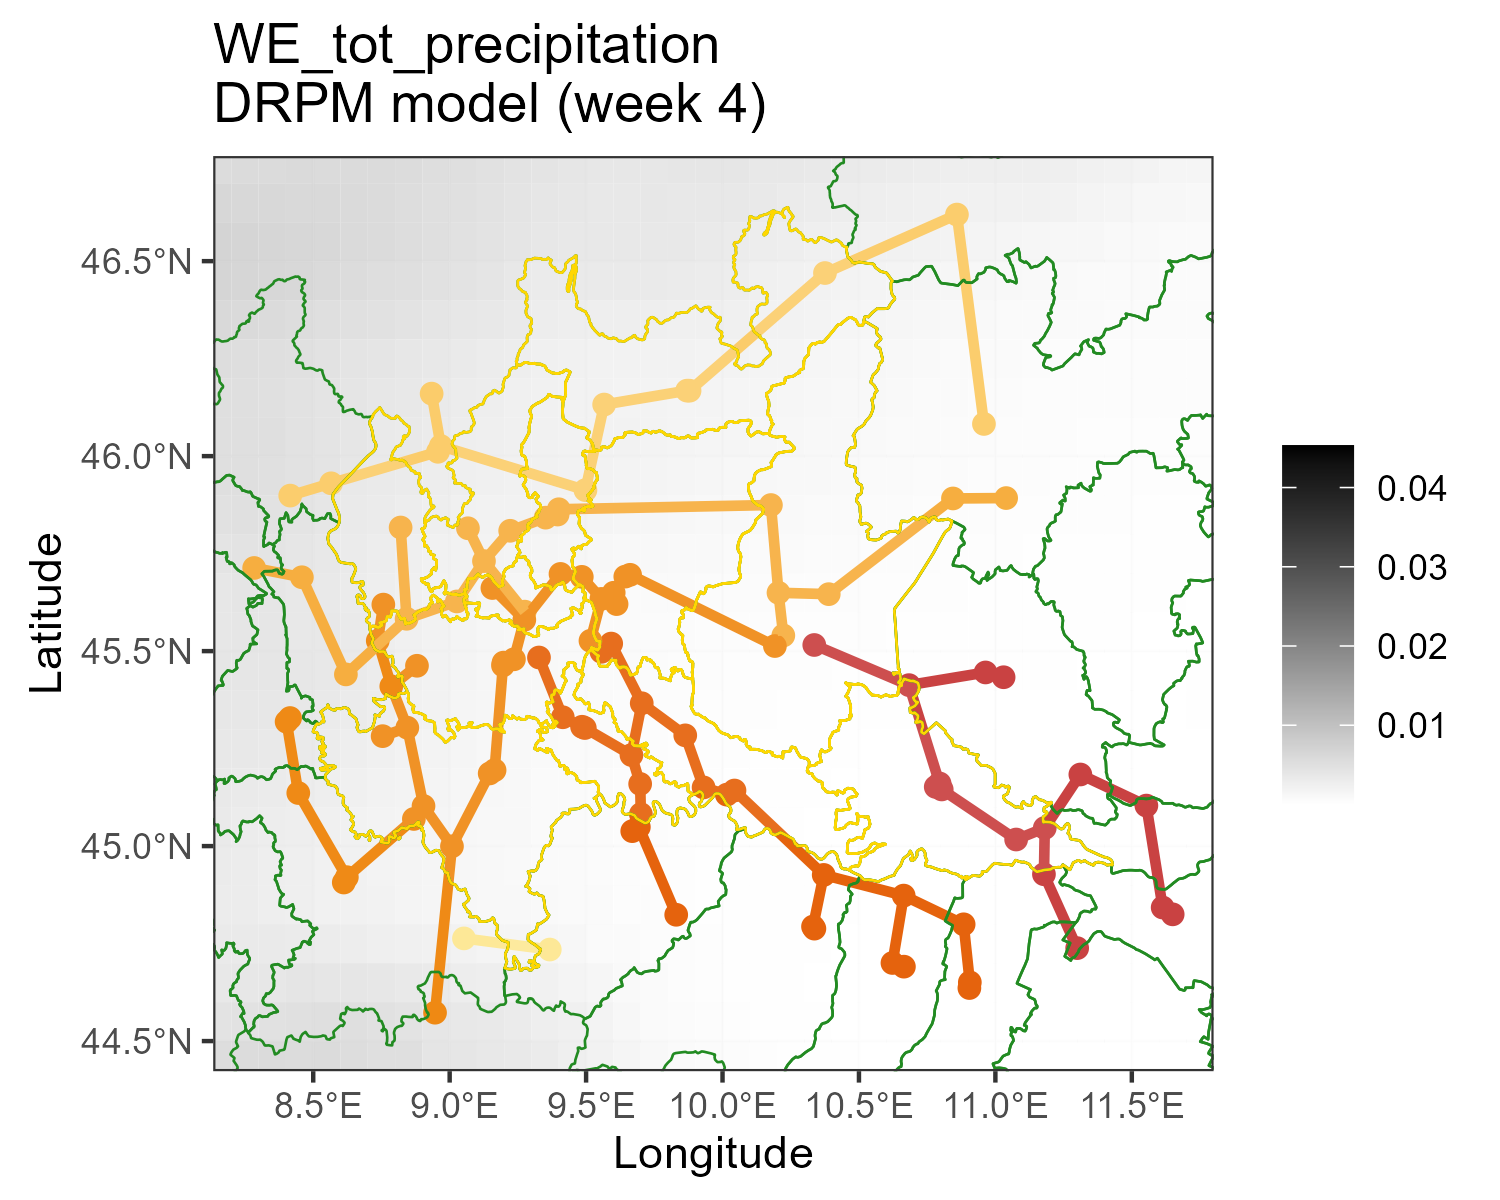 WE_tot_precipitation
DRPM model (week 4)
46.5°N
46.0°N
45.5°N
45.0°N
44.5°N
Latitude
8.5°E
9.0°E
9.5°E
10.0°E
10.5°E
11.0°E
11.5°E
Longitude
0.04
0.03
0.02
0.01